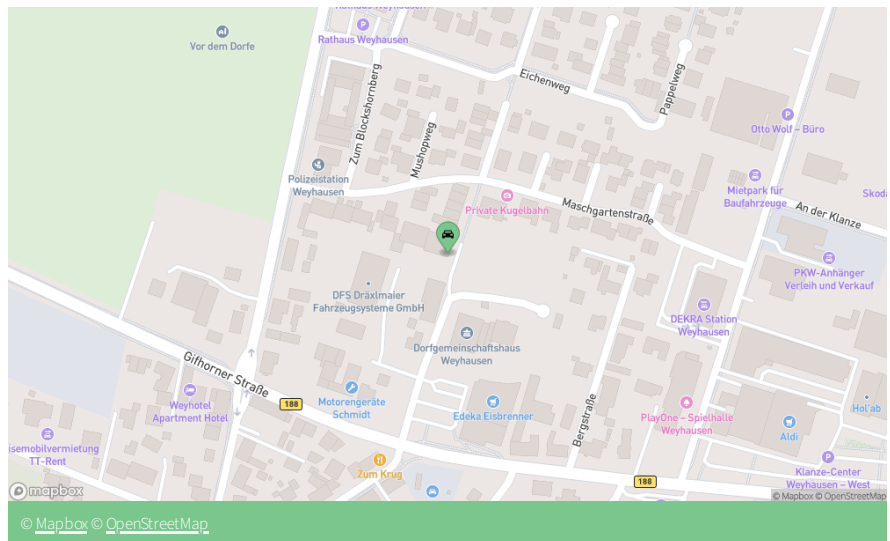 Rathaus Weyhausen
Vor dem Dorfe
Eichenweg
Pappelweg
Zum Blockshornberg
Otto Wolf – Büro
Mushopweg
Polizeistation
Weyhausen
Mietpark für
Baufahrzeuge
Skoda
Private Kugelbahn
Maschgartenstraße
An der Klanze
PKW-Anhänger
Verleih und Verkauf
DFS Dräxlmaier
Fahrzeugsysteme GmbH
DEKRA Station
Weyhausen
Dorfgemeinschaftshaus
Weyhausen
Gifhorner Straße
188
Weyhotel
Apartment Hotel
Motorengeräte
Schmidt
Edeka Eisbrenner
Bergstraße
PlayOne – Spielhalle
Weyhausen
Hol'ab
Aldi
isemobilvermietung
TT-Rent
Zum Krug
188
Klanze-Center
Weyhausen – West
mapbox
© Mapbox © OpenStreetMap
© Mapbox © OpenStreetMap